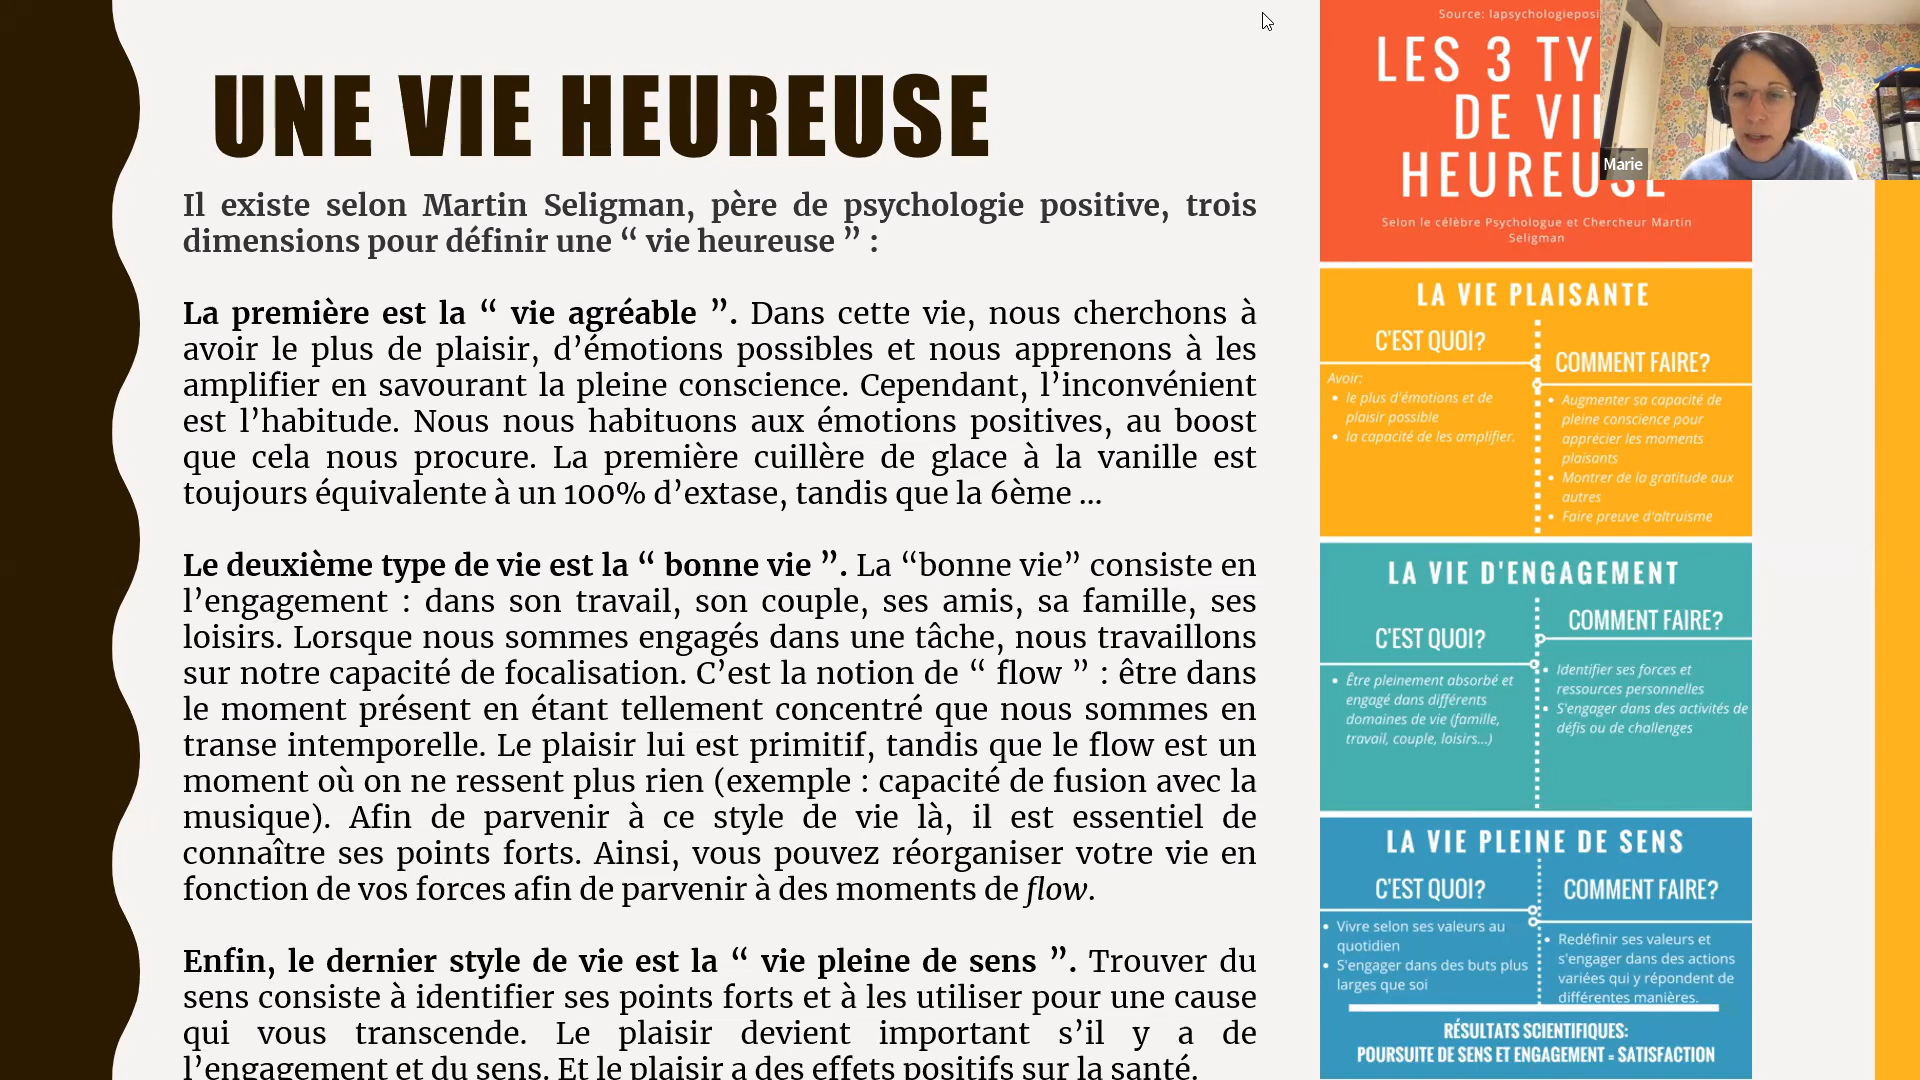 UNE VIE HEUREUSE
Il existe selon Martin Seligman, père de psychologie positive, trois
dimensions pour définir une “ vie heureuse ” :
La première est la “ vie agréable ”. Dans cette vie, nous cherchons à
avoir le plus de plaisir, d’émotions possibles et nous apprenons à les
amplifier en savourant la pleine conscience. Cependant, l’inconvénient
est l’habitude. Nous nous habituons aux émotions positives, au boost
que cela nous procure. La première cuillère de glace à la vanille est
toujours équivalente à un 100% d’extase, tandis que la 6ème ...
Le deuxième type de vie est la “ bonne vie ”. La “bonne vie” consiste en
l’engagement : dans son travail, son couple, ses amis, sa famille, ses
loisirs. Lorsque nous sommes engagés dans une tâche, nous travaillons
sur notre capacité de focalisation. C’est la notion de “ flow ” : être dans
le moment présent en étant tellement concentré que nous sommes en
transe intemporelle. Le plaisir lui est primitif, tandis que le flow est un
moment où on ne ressent plus rien (exemple : capacité de fusion avec la
musique). Afin de parvenir à ce style de vie là, il est essentiel de
connaître ses points forts. Ainsi, vous pouvez réorganiser votre vie en
fonction de vos forces afin de parvenir à des moments de flow.
Enfin, le dernier style de vie est la “ vie pleine de sens ”. Trouver du
sens consiste à identifier ses points forts et à les utiliser pour une cause
qui vous transcende. Le plaisir devient important s’il y a de
l’engagement et du sens. Et le plaisir a des effets positifs sur la santé.
Source: lapsychologieposi
LES 3 TY
DE VI
HEUREUSE
Selon le célèbre Psychologue et Chercheur Martin
Seligman
Marie
LA VIE PLAISANTE
C'EST QUOI?
Avoir:
• le plus d'émotions et de
plaisir possible
• la capacité de les amplifier.
COMMENT FAIRE?
• Augmenter sa capacité de
pleine conscience pour
apprécier les moments
plaisants
• Montrer de la gratitude aux
autres
• Faire preuve d'altruisme
LA VIE D'ENGAGEMENT
C'EST QUOI?
• Être pleinement absorbé et
engagé dans différents
domaines de vie (famille,
travail, couple, loisirs...)
COMMENT FAIRE?
• Identifier ses forces et
ressources personnelles
• S'engager dans des activités de
défis ou de challenges
LA VIE PLEINE DE SENS
C'EST QUOI?
• Vivre selon ses valeurs au
quotidien
• S'engager dans des buts plus
larges que soi
COMMENT FAIRE?
• Redéfinir ses valeurs et
s'engager dans des actions
variées qui y répondent de
différentes manières.
RÉSULTATS SCIENTIFIQUES:
POURSUITE DE SENS ET ENGAGEMENT = SATISFACTION